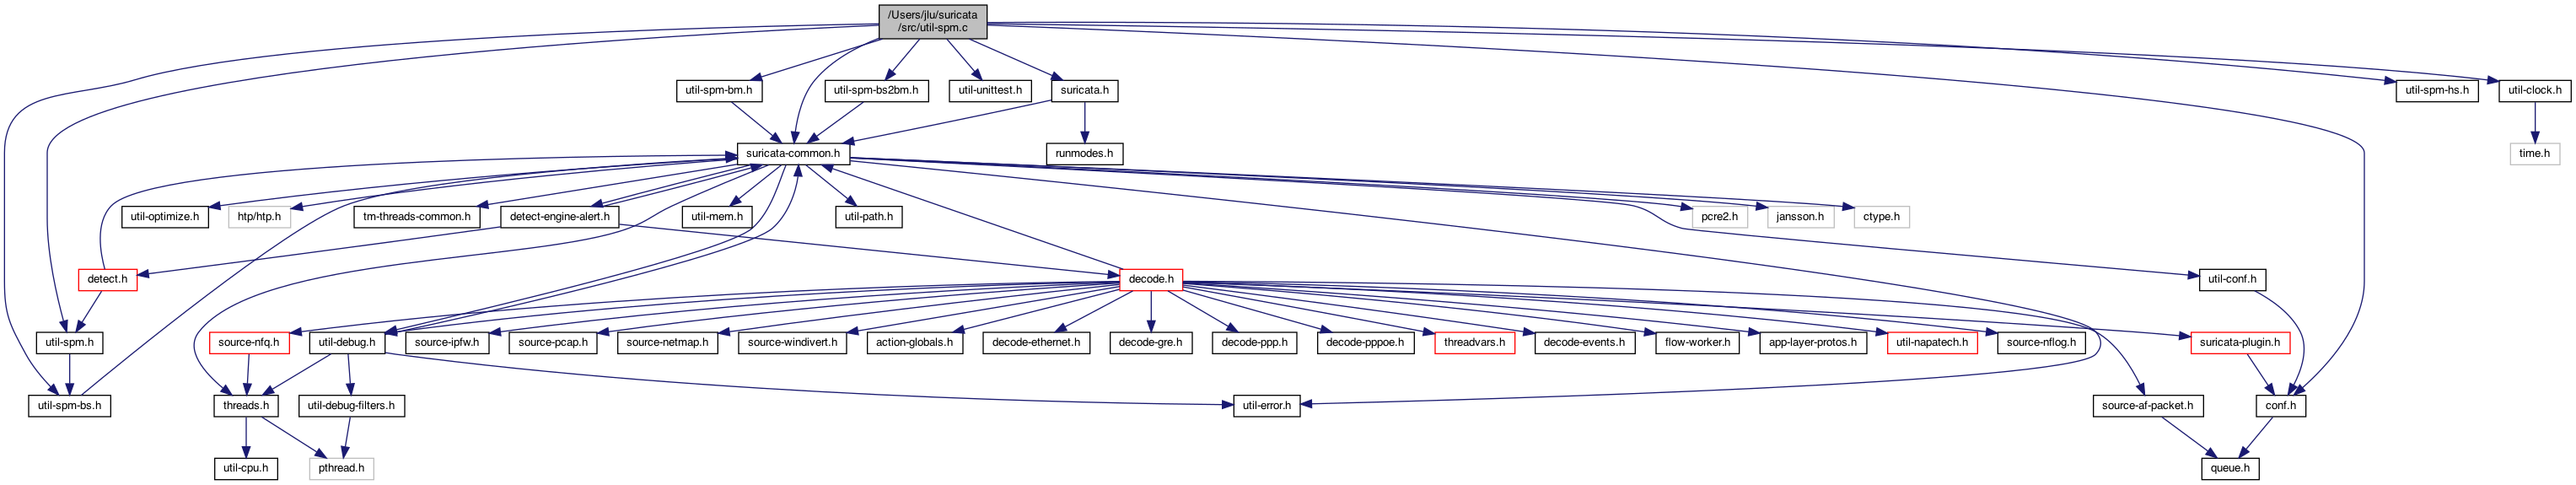 /Users/jlu/suricata
/src/util-spm.c
util-spm-bm.h
util-spm-bs2bm.h
util-unittest.h
suricata.h
util-spm-hs.h
util-clock.h
suricata-common.h
runmodes.h
time.h
util-optimize.h
htp/htp.h
tm-threads-common.h
detect-engine-alert.h
util-mem.h
util-path.h
pcre2.h
jansson.h
ctype.h
detect.h
decode.h
util-conf.h
util-spm.h
source-nfq.h
util-debug.h
source-ipfw.h
source-pcap.h
source-netmap.h
source-windivert.h
action-globals.h
decode-ethernet.h
decode-gre.h
decode-ppp.h
decode-pppoe.h
threadvars.h
decode-events.h
flow-worker.h
app-layer-protos.h
util-napatech.h
source-nflog.h
suricata-plugin.h
util-spm-bs.h
threads.h
util-debug-filters.h
util-error.h
source-af-packet.h
conf.h
util-cpu.h
pthread.h
queue.h